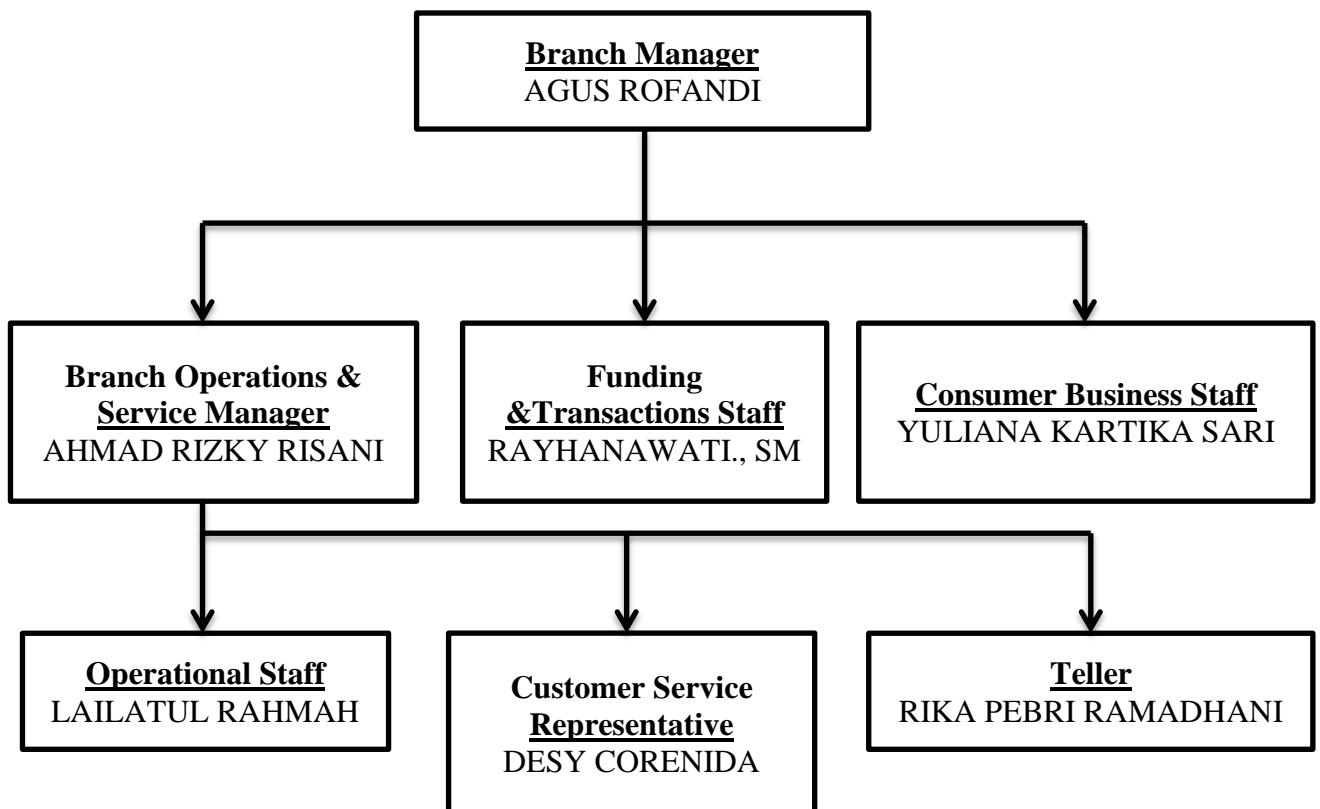 Branch Manager
AGUS ROFANDI
Branch Operations &
Service Manager
AHMAD RIZKY RISANI
Funding
&Transactions Staff
RAYHANAWATI., SM
Consumer Business Staff
YULIANA KARTIKA SARI
Operational Staff
LAILATUL RAHMAH
Customer Service
Representative
DESY CORENIDA
Teller
RIKA PEBRI RAMADHANI